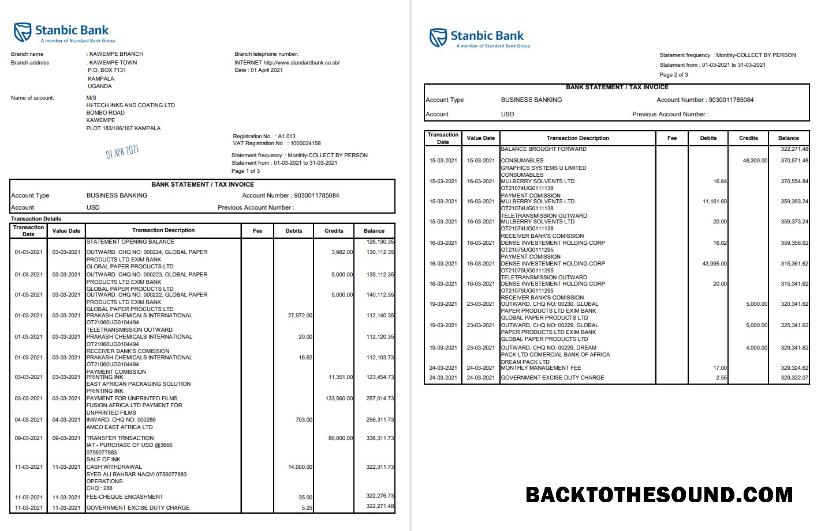 Stanbic Bank
A member of Standard Bank Group
Branch name : KAWEMPE BRANCH
Branch address : KAWEMPE TOWN
P.O. BOX 7131
KAMPALA
UGANDA
Branch telephone number:
INTERNET http://www.standardbank.co.sb/
Date : 01 April 2021
Name of account: M/S
HI-TECH INKS AND COATING LTD
BOMBO ROAD
KAWEMPE
PLOT 183/186/187 KAMPALA
01 APR 2021
Registration No. : A1.013
VAT Registration No. : 1000024158
Statement frequency : Monthly-COLLECT BY PERSON
Statement from : 01-03-2021 to 31-03-2021
Page 1 of 3
BANK STATEMENT / TAX INVOICE
Account Type BUSINESS BANKING Account Number : 9030011785084
Account USD Previous Account Number :
Transaction Details
Transaction Date Value Date Transaction Description Fee Debits Credits Balance
STATEMENT OPENING BALANCE 126,130.35
01-03-2021 03-03-2021 OUTWARD, CHQ NO: 000224, GLOBAL PAPER 3,982.00 130,112.35
PRODUCTS LTD EXIM BANK
GLOBAL PAPER PRODUCTS LTD
01-03-2021 03-03-2021 OUTWARD, CHQ NO: 000223, GLOBAL PAPER 5,000.00 135,112.35
PRODUCTS LTD EXIM BANK
GLOBAL PAPER PRODUCTS LTD
01-03-2021 03-03-2021 OUTWARD, CHQ NO: 000222, GLOBAL PAPER 5,000.00 140,112.35
PRODUCTS LTD EXIM BANK
GLOBAL PAPER PRODUCTS LTD
01-03-2021 03-03-2021 PRAKASH CHEMICALS INTERNATIONAL 27,972.00 112,140.35
OT21060UG0104494
TELETRANSMISSION OUTWARD
01-03-2021 03-03-2021 PRAKASH CHEMICALS INTERNATIONAL 20.00 112,120.35
OT21060UG0104494
RECEIVER BANK'S COMISSION
01-03-2021 03-03-2021 PRAKASH CHEMICALS INTERNATIONAL 16.62 112,103.73
OT21060UG0104494
PAYMENT COMISSION
03-03-2021 03-03-2021 PRINTING INK 11,351.00 123,454.73
EAST AFRICAN PACKAGING SOLUTION
PRINTING INK
03-03-2021 03-03-2021 PAYMENT FOR UNPRINTED FILMS 133,560.00 257,014.73
FUSION AFRICA LTD PAYMENT FOR
UNPRINTED FILMS
04-03-2021 04-03-2021 INWARD, CHQ NO: 000286 703.00 256,311.73
AMCO EAST AFRICA LTD
09-03-2021 09-03-2021 TRANSFER TRNSACTION 80,000.00 336,311.73
IAT - PURCHASE OF USD @3666
0756077883
SALE OF INK
11-03-2021 11-03-2021 CASH WITHDRAWAL 14,000.00 322,311.73
SYED ALI RAHBAR NAQVI 0756077883
OPERATIONS
CHQ : 288
11-03-2021 11-03-2021 FEE-CHEQUE ENCASHMENT 35.00 322,276.73
11-03-2021 11-03-2021 GOVERNMENT EXCISE DUTY CHARGE 5.25 322,271.48
Stanbic Bank
A member of Standard Bank Group
Statement frequency : Monthly-COLLECT BY PERSON
Statement from : 01-03-2021 to 31-03-2021
Page 2 of 3
BANK STATEMENT / TAX INVOICE
Account Type BUSINESS BANKING Account Number : 9030011785084
Account USD Previous Account Number :
Transaction Date Value Date Transaction Description Fee Debits Credits Balance
BALANCE BROUGHT FORWARD 322,271.48
15-03-2021 15-03-2021 CONSUMABLES 48,300.00 370,571.48
GRAPHICS SYSTEMS U LIMITED
CONSUMABLES
15-03-2021 16-03-2021 MULBERRY SOLVENTS LTD 16.64 370,554.84
OT21074UG0111138
PAYMENT COMISSION
15-03-2021 16-03-2021 MULBERRY SOLVENTS LTD 11,161.60 359,393.24
OT21074UG0111138
TELETRANSMISSION OUTWARD
15-03-2021 16-03-2021 MULBERRY SOLVENTS LTD 20.00 359,373.24
OT21074UG0111138
RECEIVER BANK'S COMISSION
16-03-2021 18-03-2021 DENSE INVESTEMENT HOLDING CORP 16.62 359,356.62
OT21075UG0111295
PAYMENT COMISSION
16-03-2021 16-03-2021 DENSE INVESTEMENT HOLDING CORP 43,995.00 315,361.62
OT21075UG0111295
TELETRANSMISSION OUTWARD
16-03-2021 16-03-2021 DENSE INVESTEMENT HOLDING CORP 20.00 315,341.62
OT21075UG0111295
RECEIVER BANK'S COMISSION
19-03-2021 23-03-2021 OUTWARD, CHQ NO: 00230, GLOBAL 5,000.00 320,341.62
PAPER PRODUCTS LTD EXIM BANK
GLOBAL PAPER PRODUCTS LTD
19-03-2021 23-03-2021 OUTWARD, CHQ NO: 00229, GLOBAL 5,000.00 325,341.62
PAPER PRODUCTS LTD EXIM BANK
GLOBAL PAPER PRODUCTS LTD
19-03-2021 23-03-2021 OUTWARD, CHQ NO: 00229, DREAM 4,000.00 329,341.62
PACK LTD COMERCIAL BANK OF AFRICA
DREAM PACK LTD
24-03-2021 24-03-2021 MONTHLY MANAGEMENT FEE 17.00 329,324.62
24-03-2021 24-03-2021 GOVERNMENT EXCISE DUTY CHARGE 2.55 329,322.07
BACKTOTHESOUND.COM